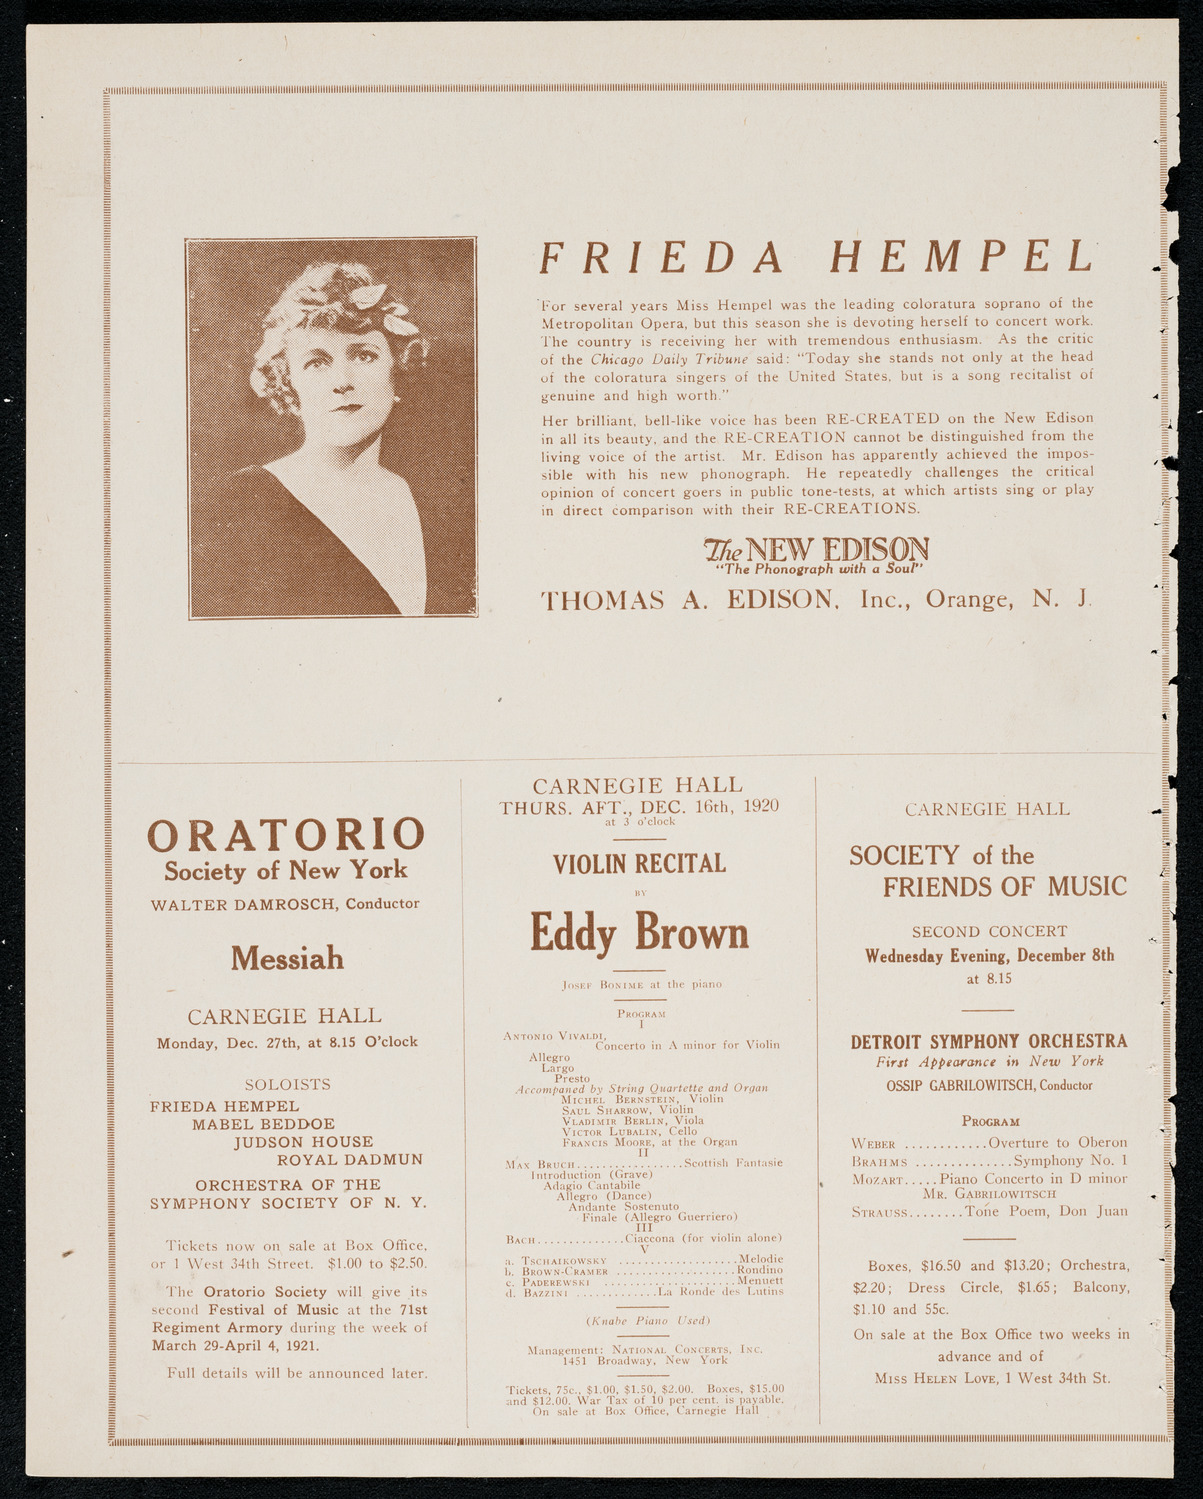 FRIEDA HEMPEL
For several years Miss Hempel was the leading coloratura soprano of the
Metropolitan Opera, but this season she is devoting herself to concert work.
The country is receiving her with tremendous enthusiasm. As the critic
of the Chicago Daily Tribune said: "Today she stands not only at the head
of the coloratura singers of the United States, but is a song recitalist of
genuine and high worth."
Her brilliant, bell-like voice has been RE-CREATED on the New Edison
in all its beauty, and the RE-CREATION cannot be distinguished from the
living voice of the artist. Mr. Edison has apparently achieved the impos-
sible with his new phonograph. He repeatedly challenges the critical
opinion of concert goers in public tone-tests, at which artists sing or play
in direct comparison with their RE-CREATIONS.
The NEW EDISON
"The Phonograph with a Soul"
THOMAS A. EDISON, Inc., Orange, N. J.
ORATORIO
Society of New York
WALTER DAMROSCH, Conductor
Messiah
CARNEGIE HALL
Monday, Dec. 27th, at 8.15 O'clock
SOLOISTS
FRIEDA HEMPEL
MABEL BEDDOE
JUDSON HOUSE
ROYAL DADMUN
ORCHESTRA OF THE
SYMPHONY SOCIETY OF N. Y.
Tickets now on sale at Box Office,
or 1 West 34th Street. $1.00 to $2.50.
The Oratorio Society will give its
second Festival of Music at the 71st
Regiment Armory during the week of
March 29-April 4, 1921.
Full details will be announced later.
CARNEGIE HALL
THURS. AFT., DEC. 16th, 1920
at 3 o'clock
VIOLIN RECITAL
BY
Eddy Brown
JOSEF BONIME at the piano
PROGRAM
I
ANTONIO VIVALDI,
Concerto in A minor for Violin
Allegro
Largo
Presto
Accompaned by String Quartette and Organ
MICHEL BERNSTEIN, Violin
SAUL SHARROW, Violin
VLADIMIR BERLIN, Viola
VICTOR LUBALIN, Cello
FRANCIS MOORE, at the Organ
II
MAX BRUCH................Scottish Fantasie
Introduction (Grave)
Adagio Cantabile
Allegro (Dance)
Andante Sostenuto
Finale (Allegro Guerriero)
III
BACH..............Ciaccona (for violin alone)
V
a. TSCHAIKOWSKY ...................Melodie
b. BROWN-CRAMER ...................Rondino
c. PADEREWSKI .....................Menuett
d. BAZZINI .............La Ronde des Lutins
(Knabe Piano Used)
Management: NATIONAL CONCERTS, INC.
1451 Broadway, New York
Tickets, 75c., $1.00, $1.50, $2.00. Boxes, $15.00
and $12.00. War Tax of 10 per cent. is payable.
On sale at Box Office, Carnegie Hall
CARNEGIE HALL
SOCIETY of the
FRIENDS OF MUSIC
SECOND CONCERT
Wednesday Evening, December 8th
at 8.15
DETROIT SYMPHONY ORCHESTRA
First Appearance in New York
OSSIP GABRILOWITSCH, Conductor
PROGRAM
WEBER ............Overture to Oberon
BRAHMS ..............Symphony No. 1
MOZART.....Piano Concerto in D minor
MR. GABRILOWITSCH
STRAUSS........Tone Poem, Don Juan
Boxes, $16.50 and $13.20; Orchestra,
$2.20; Dress Circle, $1.65; Balcony,
$1.10 and 55c.
On sale at the Box Office two weeks in
advance and of
MISS HELEN LOVE, 1 West 34th St.